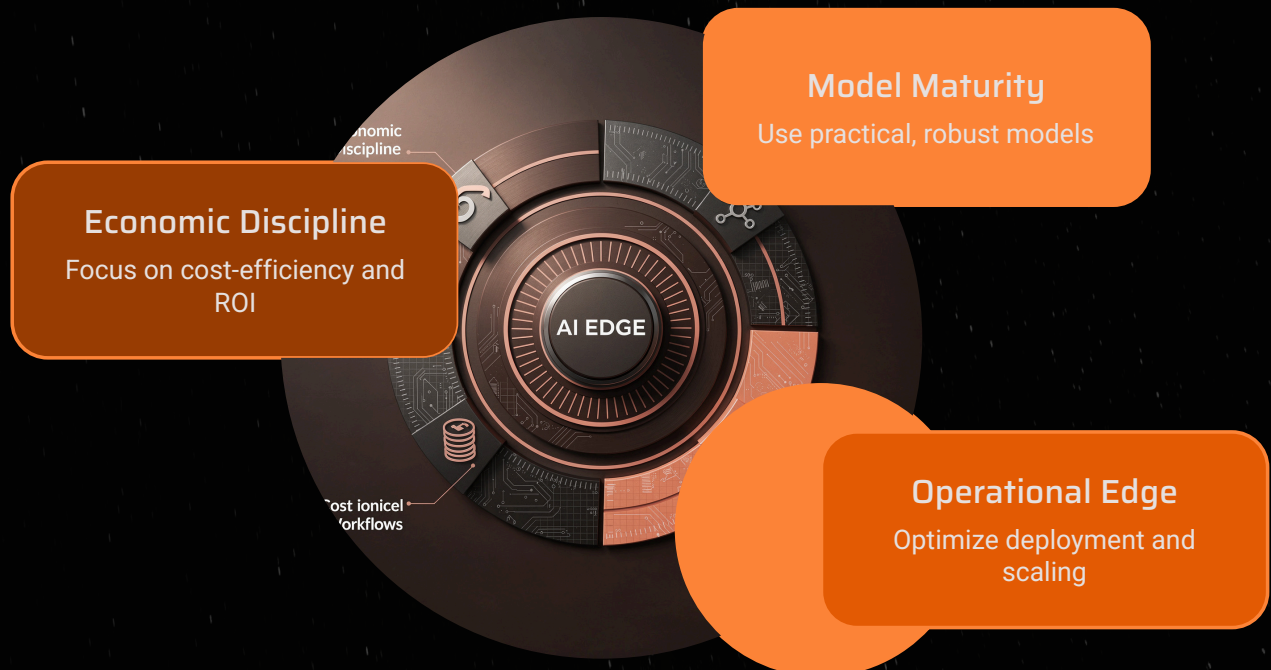 Model Maturity
Use practical, robust models
Economic Discipline
Focus on cost-efficiency and
ROI
AI EDGE
ionicel
Operational Edge
Optimize deployment and
scaling